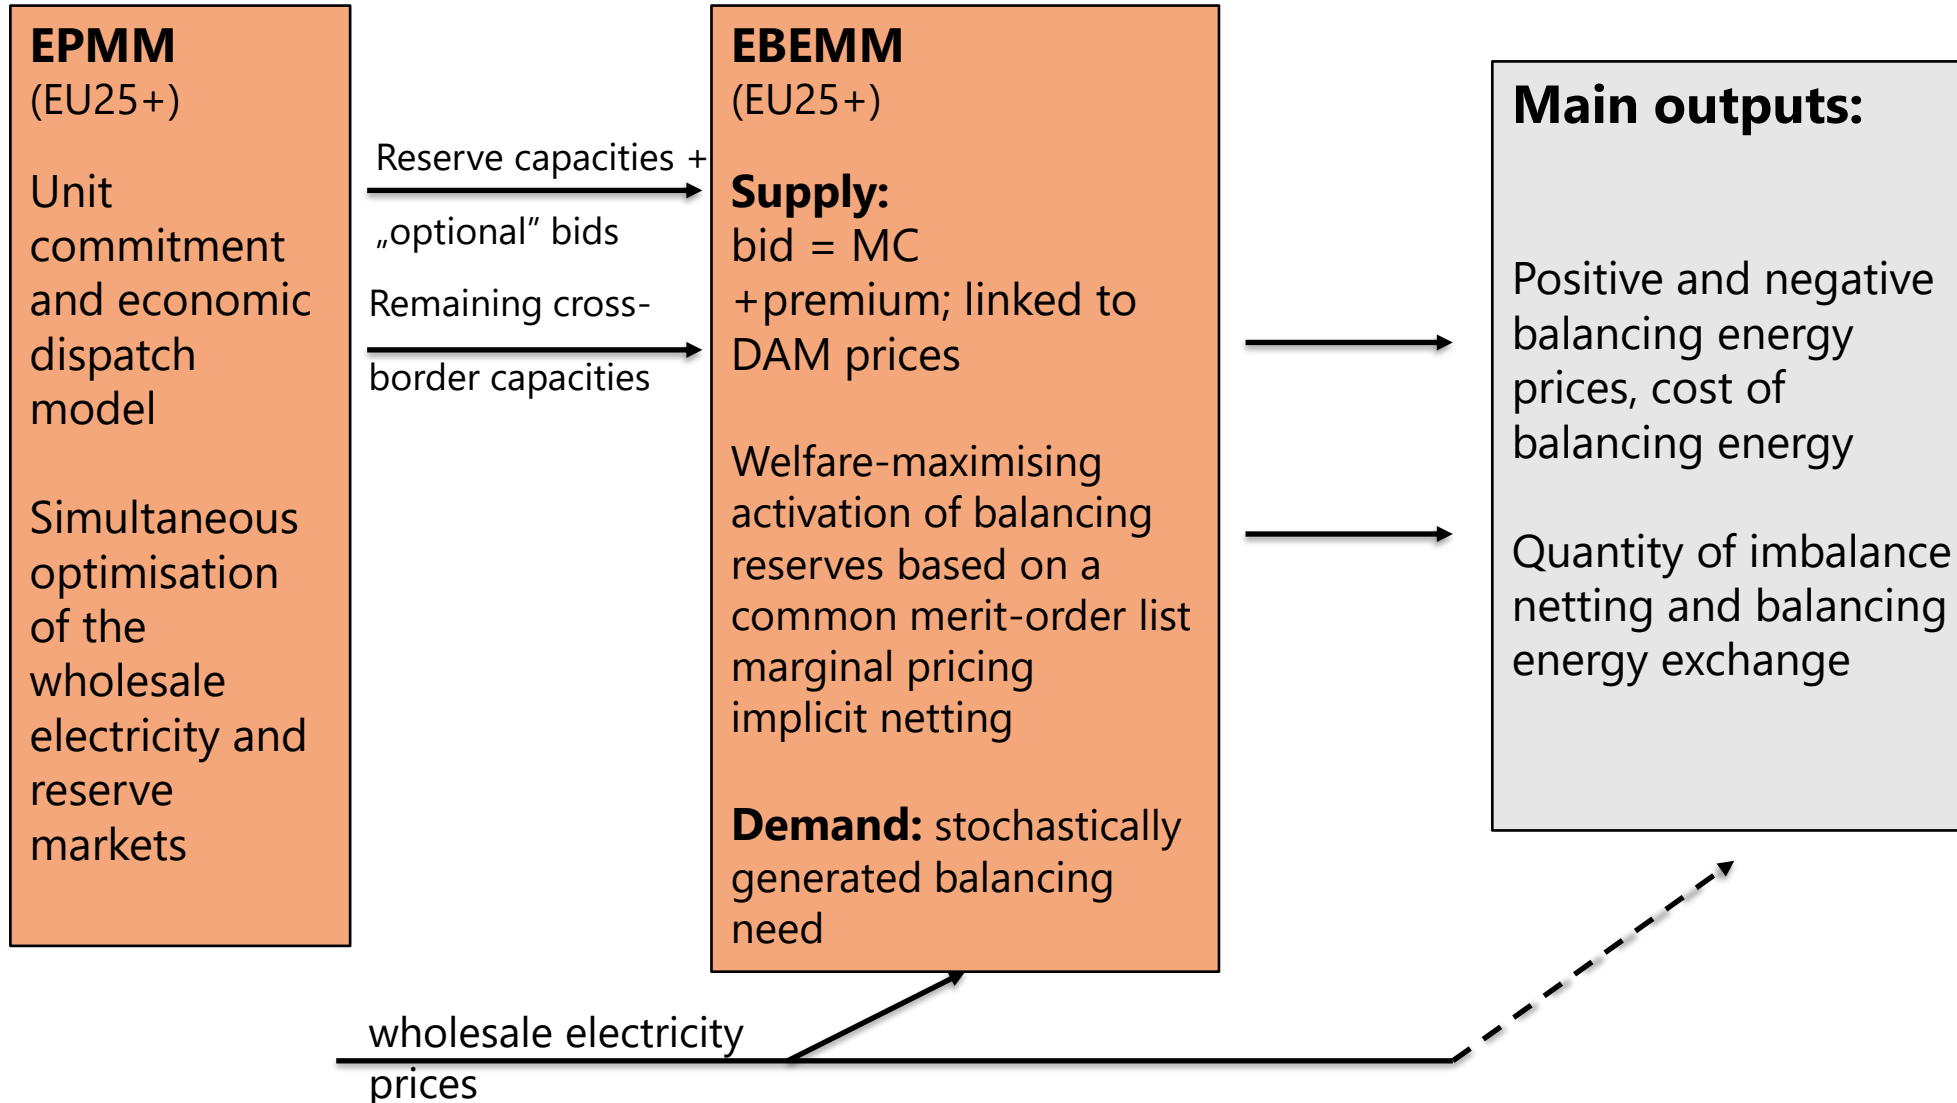 EPMM
(EU25+)
Unit
commitment
and economic
dispatch
model
Simultaneous
optimisation
of the
wholesale
electricity and
reserve
markets
Reserve capacities +
„optional” bids
Remaining cross-
border capacities
EBEMM
(EU25+)
Supply:
bid = MC
+premium; linked to
DAM prices
Welfare-maximising
activation of balancing
reserves based on a
common merit-order list
marginal pricing
implicit netting
Demand: stochastically
generated balancing
need
wholesale electricity
prices
Main outputs:
Positive and negative
balancing energy
prices, cost of
balancing energy
Quantity of imbalance
netting and balancing
energy exchange